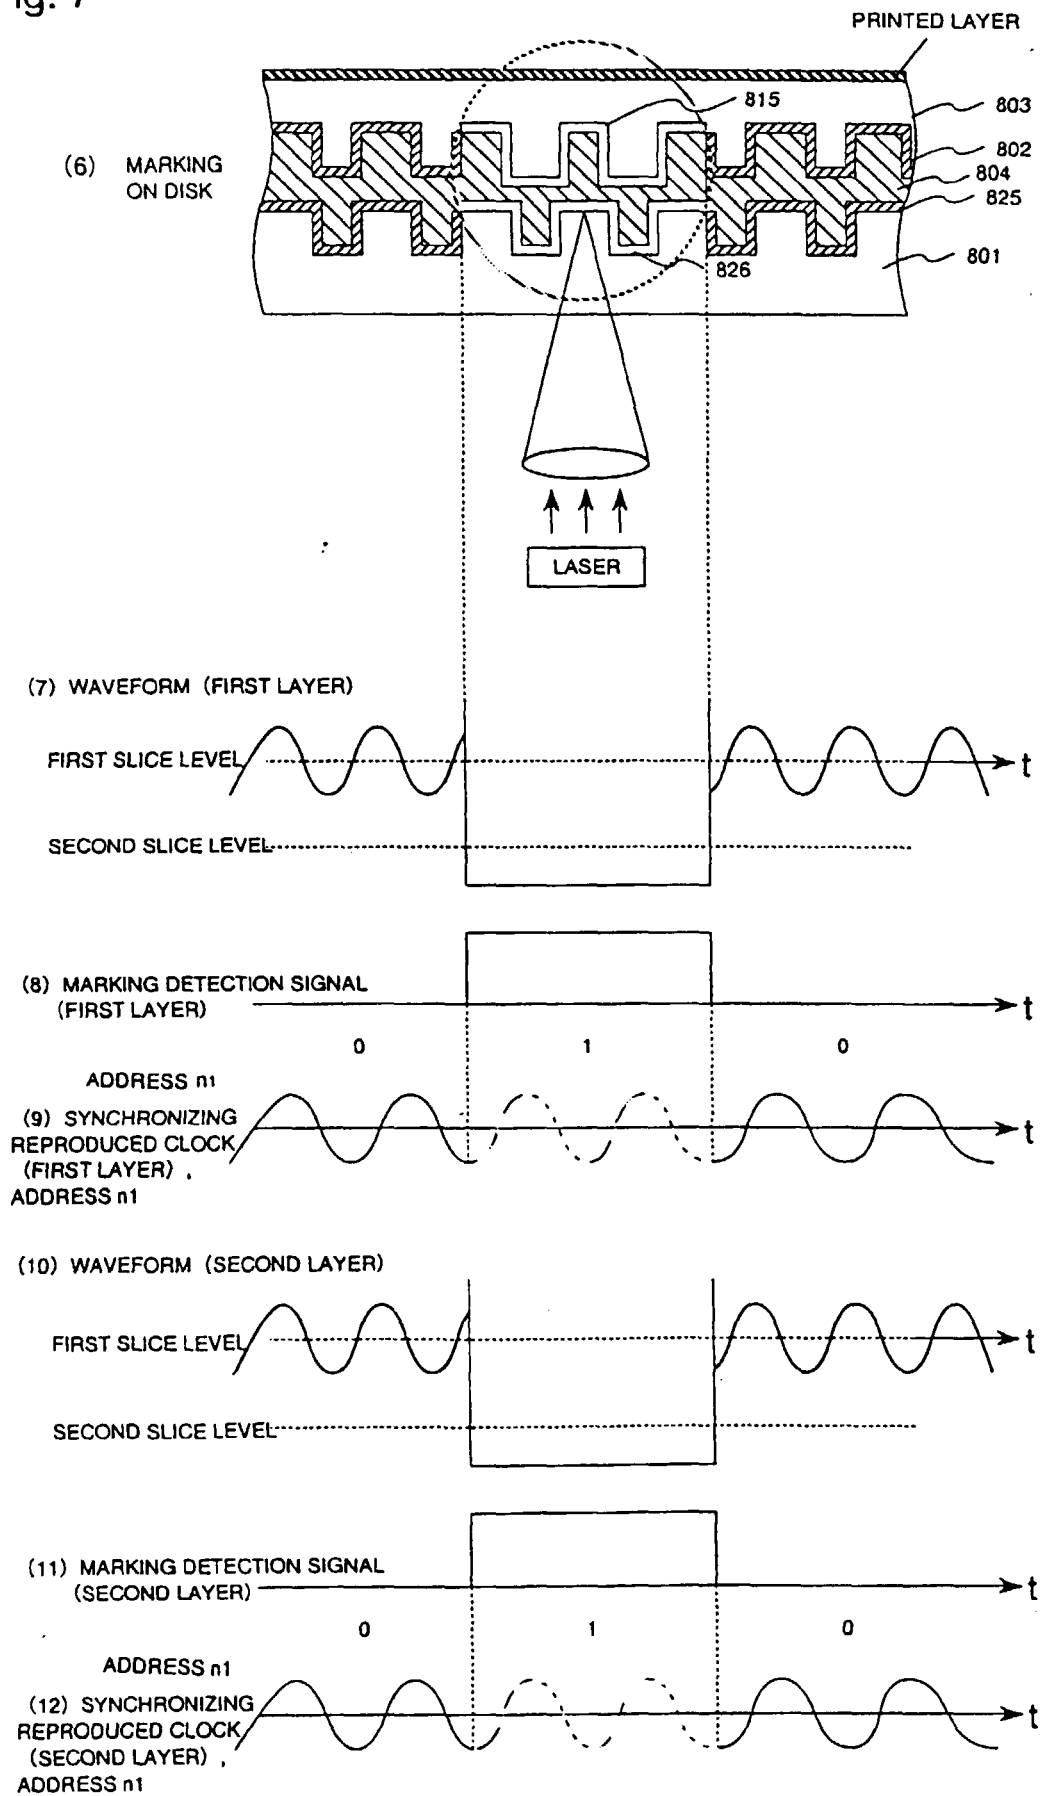 ig. 7
PRINTED LAYER
815
803
802
804
825
(6) MARKING
ON DISK
826
801
LASER
(7) WAVEFORM (FIRST LAYER)
FIRST SLICE LEVEL
t
SECOND SLICE LEVEL
(8) MARKING DETECTION SIGNAL
(FIRST LAYER)
t
0 1 0
ADDRESS n1
(9) SYNCHRONIZING
REPRODUCED CLOCK
(FIRST LAYER),
ADDRESS n1
t
(10) WAVEFORM (SECOND LAYER)
FIRST SLICE LEVEL
t
SECOND SLICE LEVEL
(11) MARKING DETECTION SIGNAL
(SECOND LAYER)
t
0 1 0
ADDRESS n1
(12) SYNCHRONIZING
REPRODUCED CLOCK
(SECOND LAYER),
ADDRESS n1
t